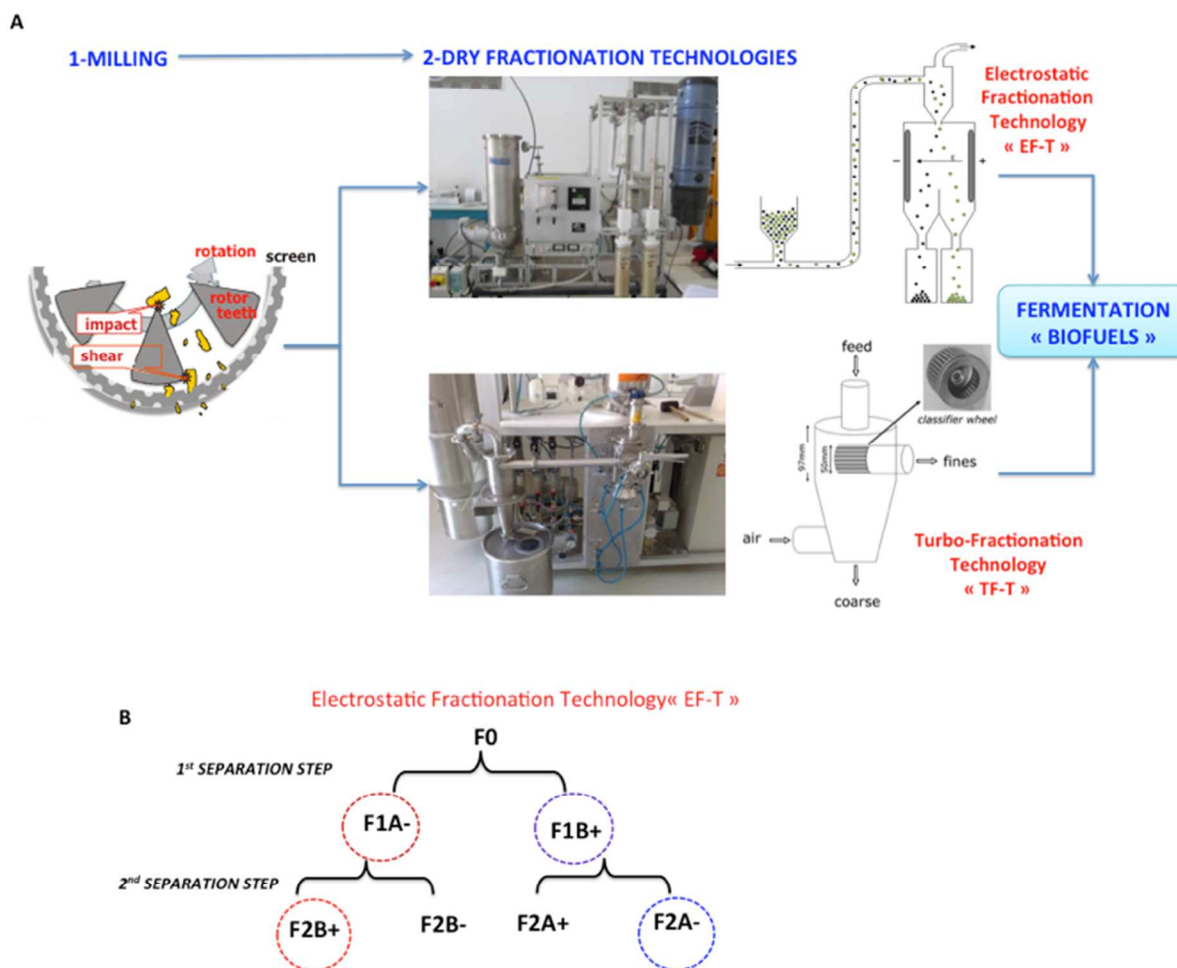 A
1-MILLING
2-DRY FRACTIONATION TECHNOLOGIES
Electrostatic
Fractionation
Technology
« EF-T »
-
+
rotation
screen
rotor
teeth
impact
shear
FERMENTATION
« BIOFUELS »
feed
classifier wheel
97mm
50mm
fines
air
coarse
Turbo-Fractionation
Technology
« TF-T »
B
Electrostatic Fractionation Technology« EF-T »
F0
1st SEPARATION STEP
F1A-
F1B+
2nd SEPARATION STEP
F2B+
F2B-
F2A+
F2A-